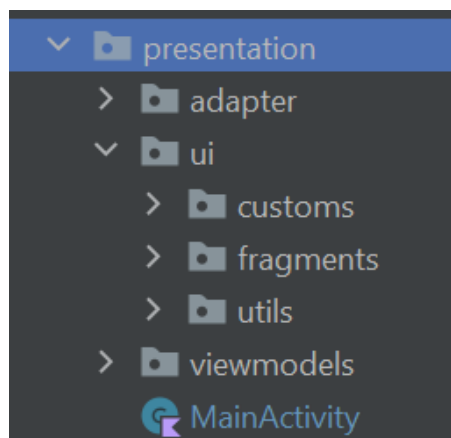 presentation
adapter
ui
customs
fragments
utils
viewmodels
MainActivity